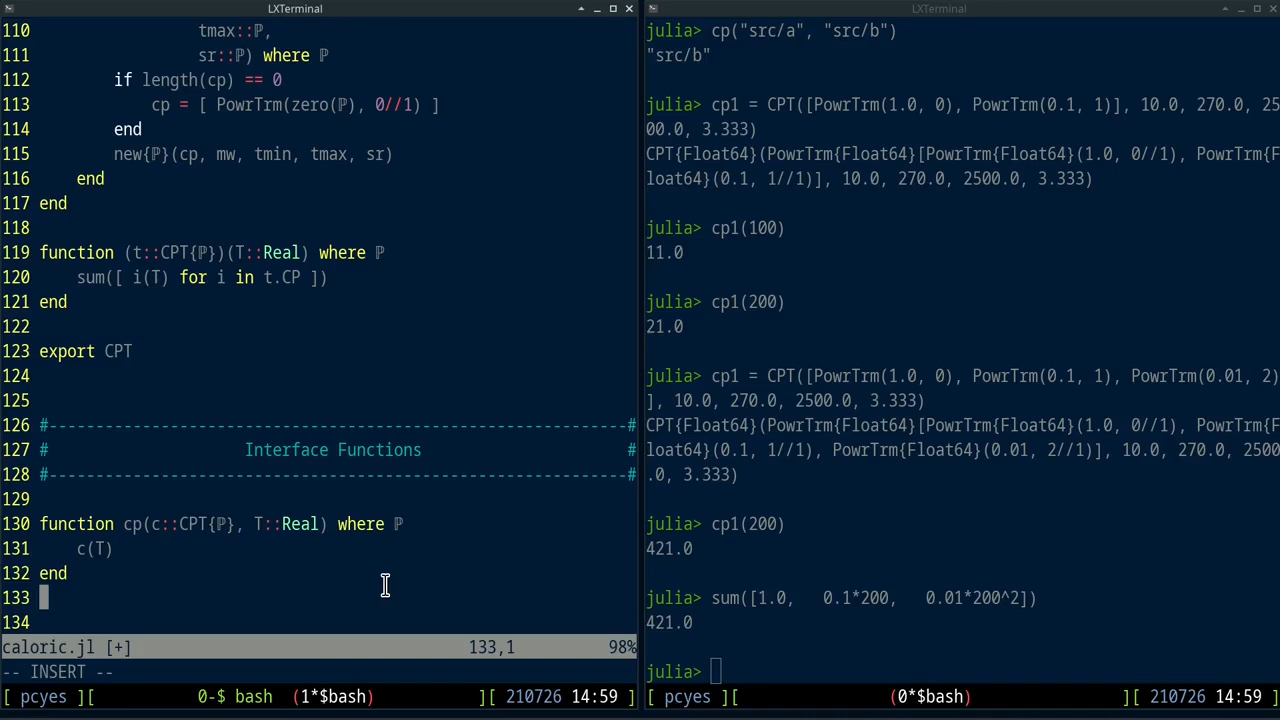 LXTerminal
110                   tmax::ℙ,
111                   sr::ℙ) where ℙ
112         if length(cp) == 0
113             cp = [ PowrTrm(zero(ℙ), 0//1) ]
114         end
115         new{ℙ}(cp, mw, tmin, tmax, sr)
116     end
117 end
118
119 function (t::CPT{ℙ})(T::Real) where ℙ
120     sum([ i(T) for i in t.CP ])
121 end
122
123 export CPT
124
125
126 #--------------------------------------------------------------#
127 #                     Interface Functions                      #
128 #--------------------------------------------------------------#
129
130 function cp(c::CPT{ℙ}, T::Real) where ℙ
131     c(T)
132 end
133
134
caloric.jl [+]                                    133,1          98%
-- INSERT --
[ pcyes ][           0-$ bash  (1*$bash)           ][ 210726 14:59 ]
LXTerminal
julia> cp("src/a", "src/b")
"src/b"
julia> cp1 = CPT([PowrTrm(1.0, 0), PowrTrm(0.1, 1)], 10.0, 270.0, 25
00.0, 3.333)
CPT{Float64}(PowrTrm{Float64}[PowrTrm{Float64}(1.0, 0//1), PowrTrm{F
loat64}(0.1, 1//1)], 10.0, 270.0, 2500.0, 3.333)
julia> cp1(100)
11.0
julia> cp1(200)
21.0
julia> cp1 = CPT([PowrTrm(1.0, 0), PowrTrm(0.1, 1), PowrTrm(0.01, 2)
], 10.0, 270.0, 2500.0, 3.333)
CPT{Float64}(PowrTrm{Float64}[PowrTrm{Float64}(1.0, 0//1), PowrTrm{F
loat64}(0.1, 1//1), PowrTrm{Float64}(0.01, 2//1)], 10.0, 270.0, 2500
.0, 3.333)
julia> cp1(200)
421.0
julia> sum([1.0,   0.1*200,   0.01*200^2])
421.0
julia>
[ pcyes ][                (0*$bash)                ][ 210726 14:59 ]